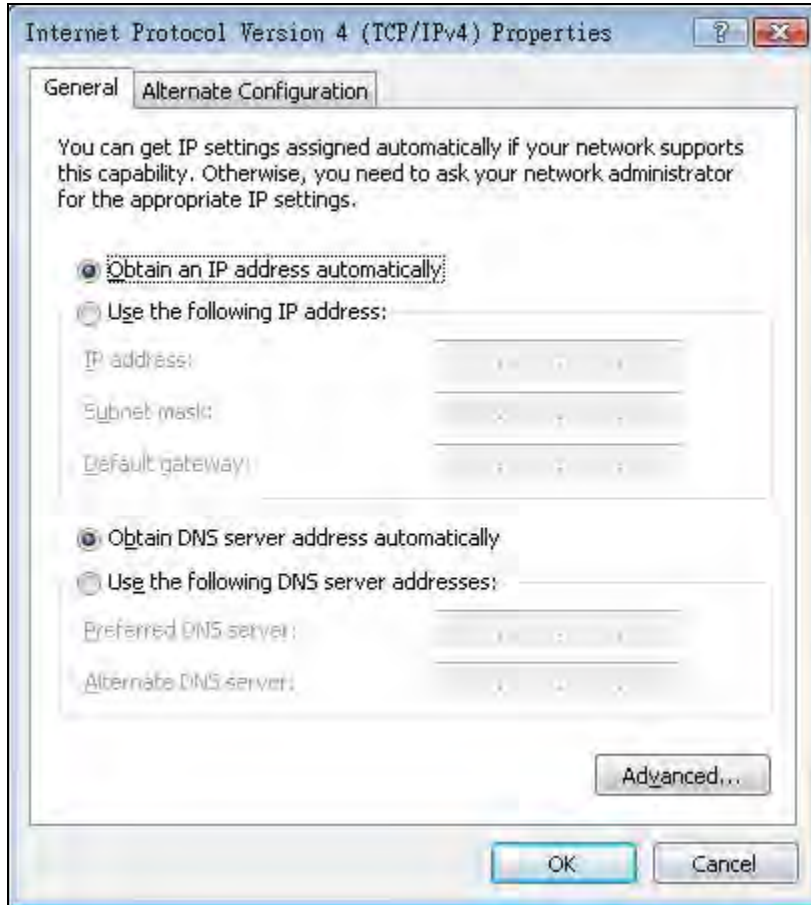 Internet Protocol Version 4 (TCP/IPv4) Properties
General
Alternate Configuration
You can get IP settings assigned automatically if your network supports
this capability. Otherwise, you need to ask your network administrator
for the appropriate IP settings.
Obtain an IP address automatically
Use the following IP address:
IP address:
Subnet mask:
Default gateway:
Obtain DNS server address automatically
Use the following DNS server addresses:
Preferred DNS server:
Alternate DNS server:
Advanced...
OK
Cancel